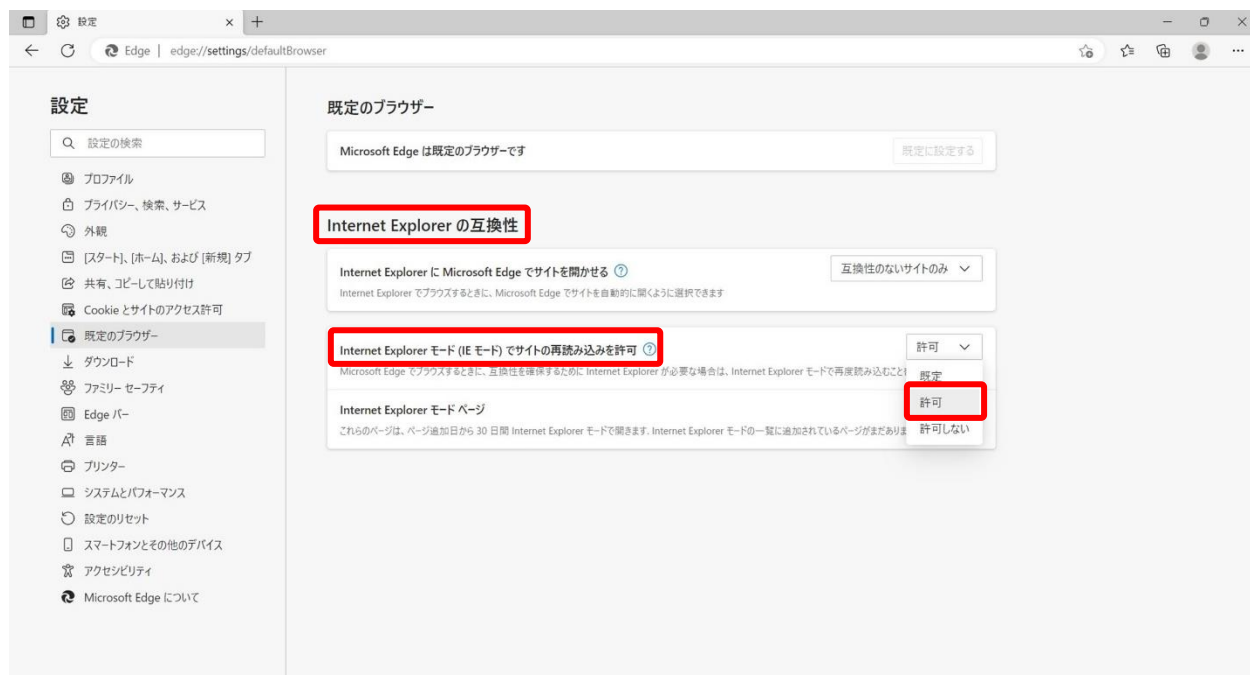 設定
Edge | edge://settings/defaultBrowser
設定
設定の検索
プロファイル
プライバシー、検索、サービス
外観
[スタート]、[ホーム]、および [新規] タブ
共有、コピーして貼り付け
Cookie とサイトのアクセス許可
既定のブラウザー
ダウンロード
ファミリー セーフティ
Edge バー
言語
プリンター
システムとパフォーマンス
設定のリセット
スマートフォンとその他のデバイス
アクセシビリティ
Microsoft Edge について
既定のブラウザー
Microsoft Edge は既定のブラウザーです
既定に設定する
Internet Explorer の互換性
Internet Explorer に Microsoft Edge でサイトを開かせる
互換性のないサイトのみ
Internet Explorer でブラウズするときに、Microsoft Edge でサイトを自動的に開くように選択できます
Internet Explorer モード (IE モード) でサイトの再読み込みを許可
許可
Microsoft Edge でブラウズするときに、互換性を確保するために Internet Explorer が必要な場合は、Internet Explorer モードで再度読み込むこと
既定
許可
許可しない
Internet Explorer モード ページ
これらのページは、ページ追加日から 30 日間 Internet Explorer モードで開きます. Internet Explorer モードの一覧に追加されているページがまだありま